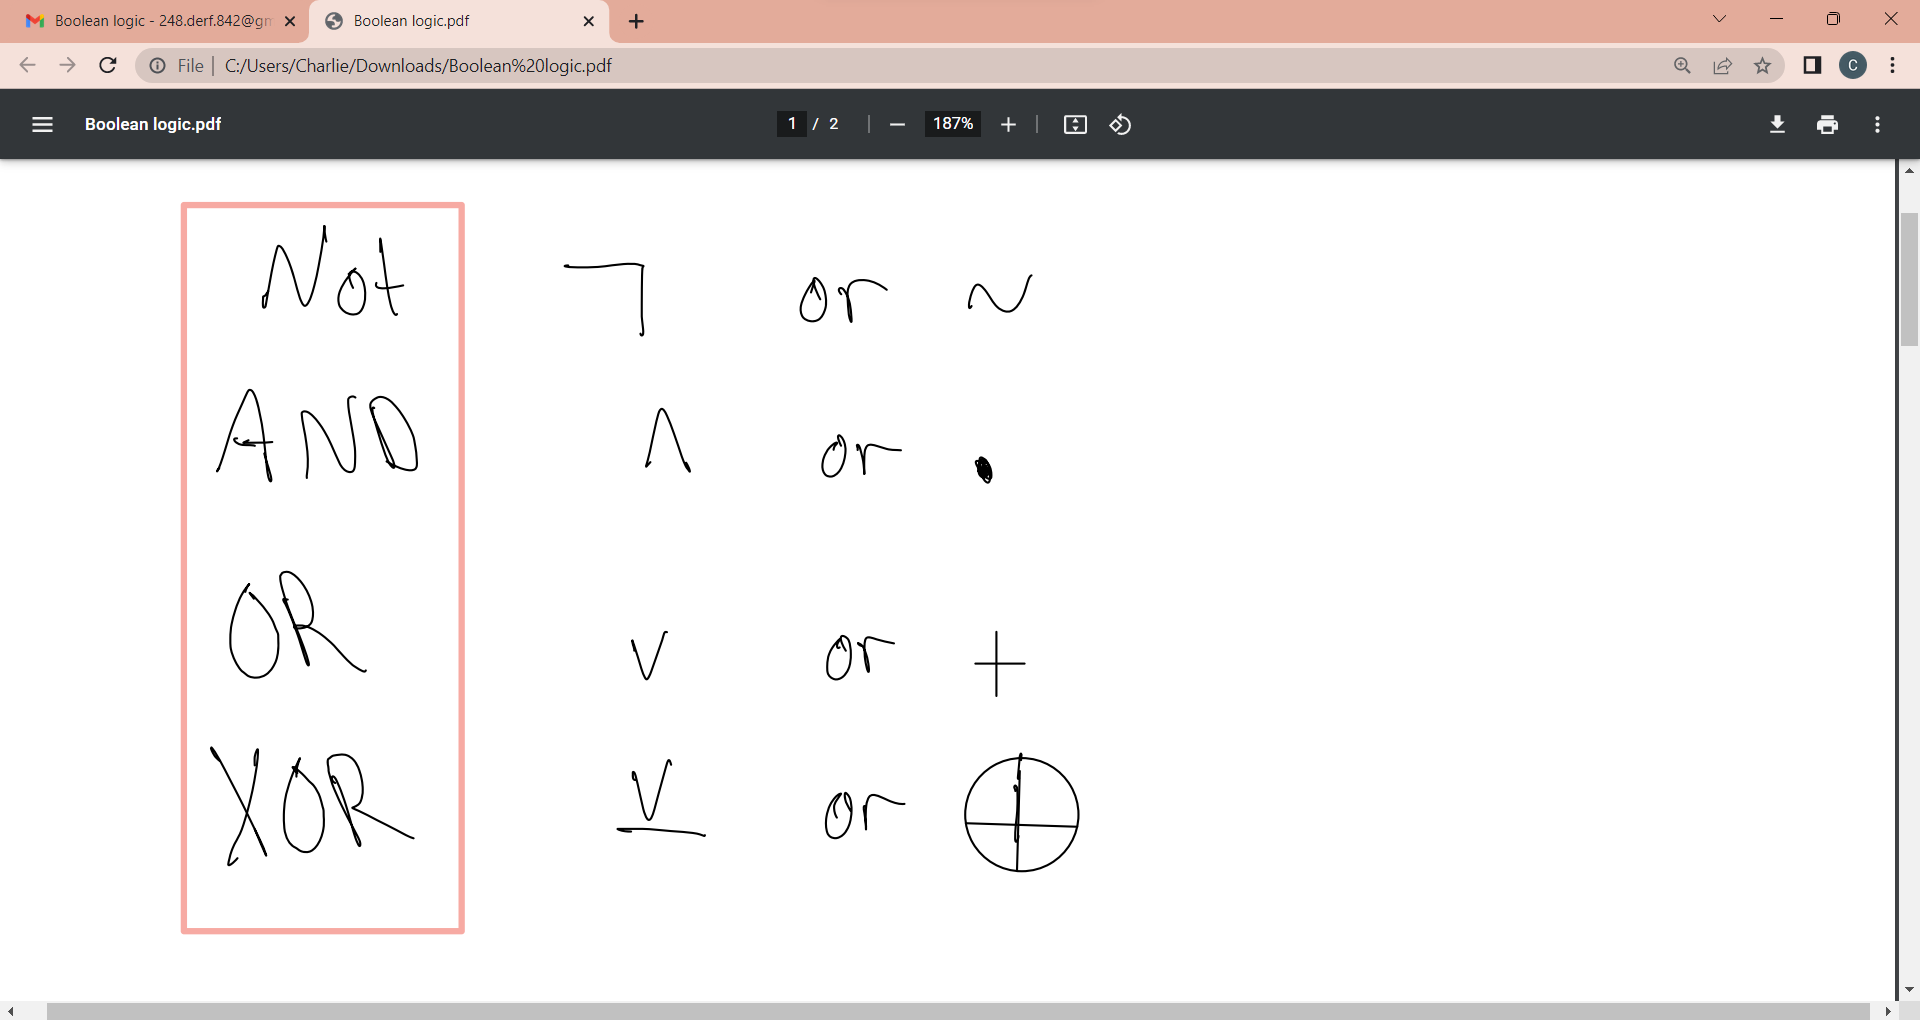 Boolean logic - 248.derf.842@gm
Boolean logic.pdf
File | C:/Users/Charlie/Downloads/Boolean%20logic.pdf
C
Boolean logic.pdf
1 / 2
187%
Not ¬ or ~
AND ∧ or •
OR ∨ or +
XOR ⊻ or ⊕